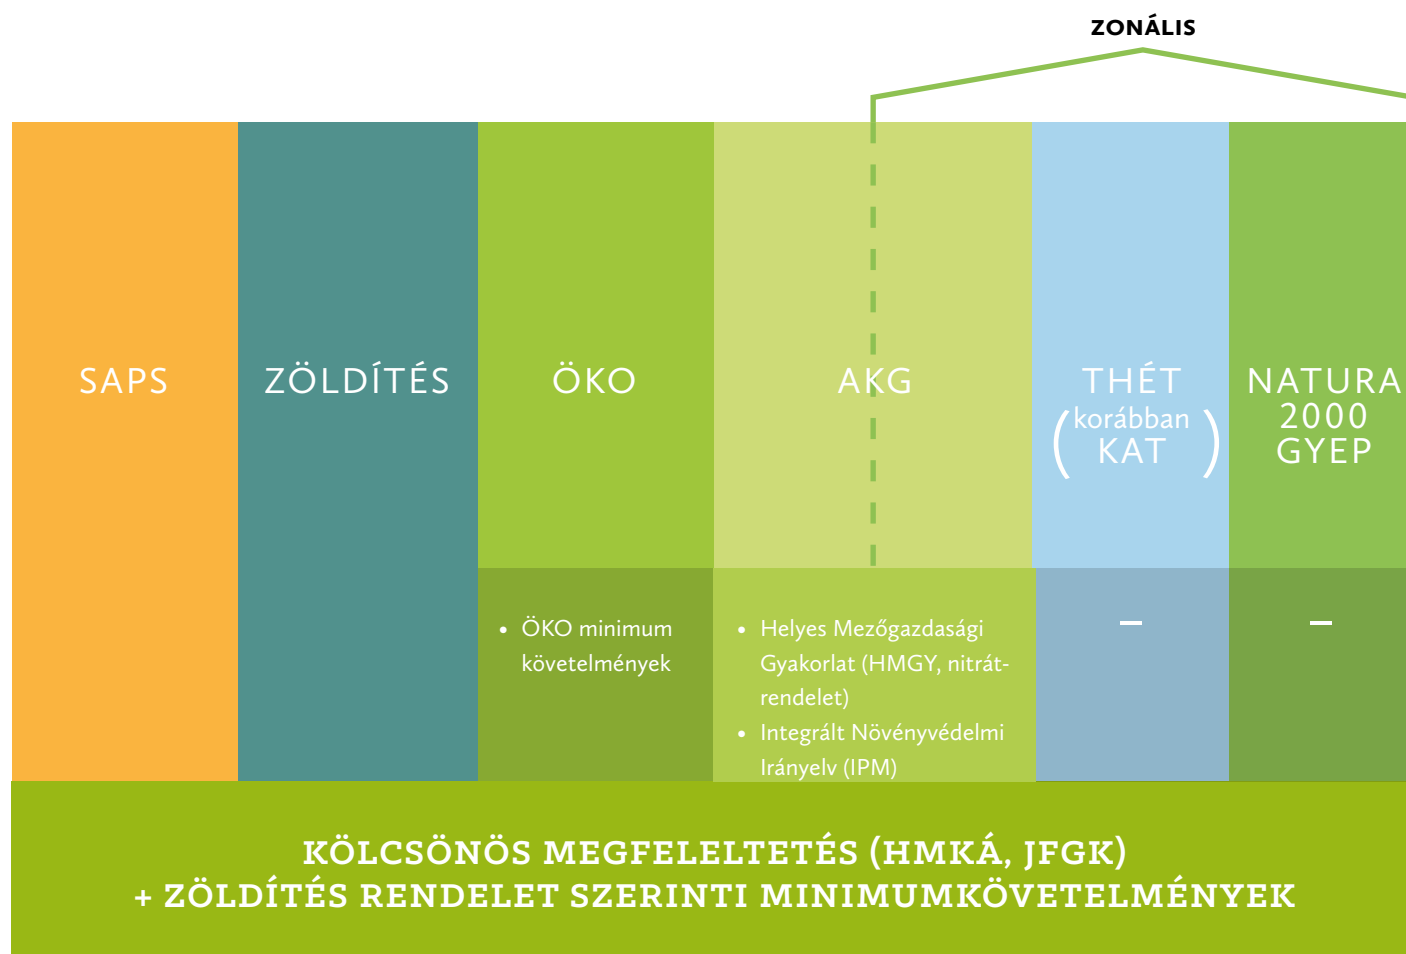 ZONÁLIS
SAPS
ZÖLDÍTÉS
ÖKO
AKG
THÉT
(korábban
KAT)
NATURA
2000
GYEP
• ÖKO minimum
követelmények
• Helyes Mezőgazdasági
Gyakorlat (HMGY, nitrát-
rendelet)
• Integrált Növényvédelmi
Irányelv (IPM)
–
–
KÖLCSÖNÖS MEGFELELTETÉS (HMKÁ, JFGK)
+ ZÖLDÍTÉS RENDELET SZERINTI MINIMUMKÖVETELMÉNYEK